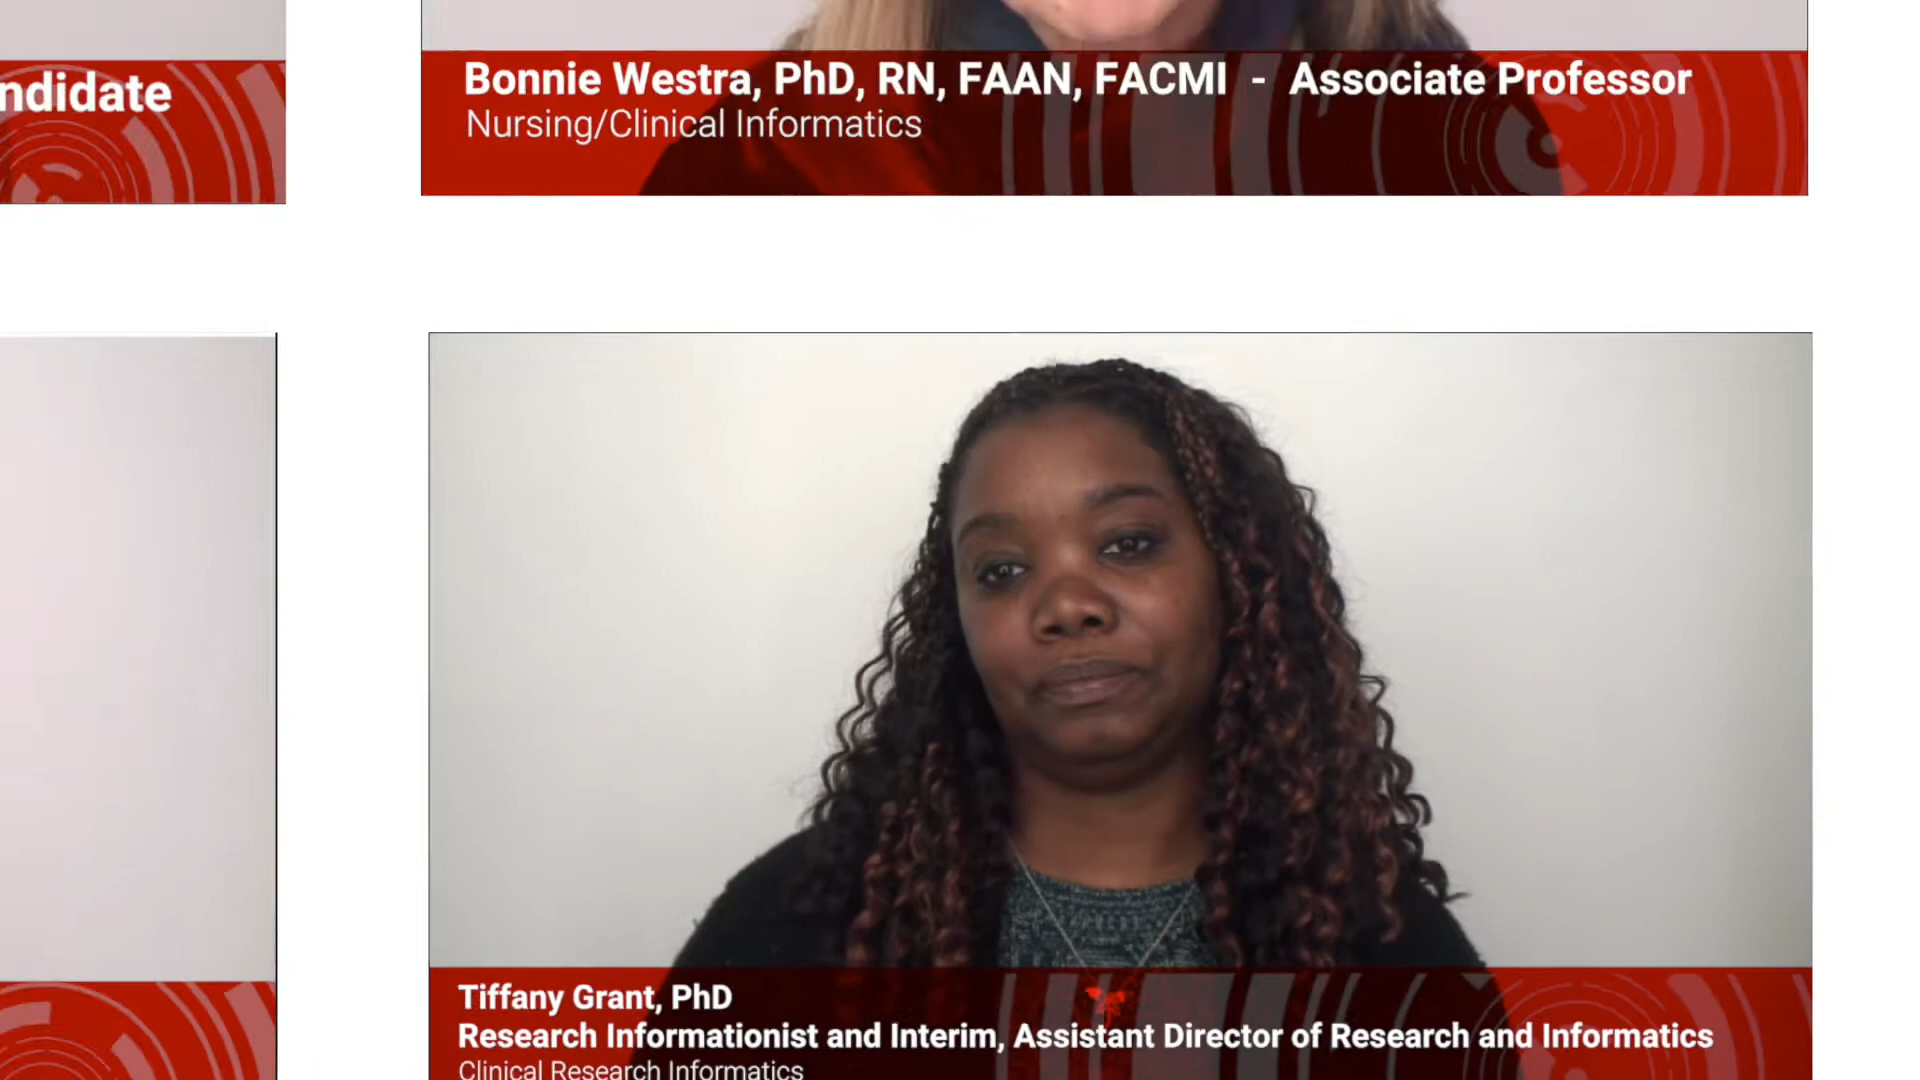 ndidate
Bonnie Westra, PhD, RN, FAAN, FACMI - Associate Professor
Nursing/Clinical Informatics
Tiffany Grant, PhD
Research Informationist and Interim, Assistant Director of Research and Informatics
Clinical Research Informatics